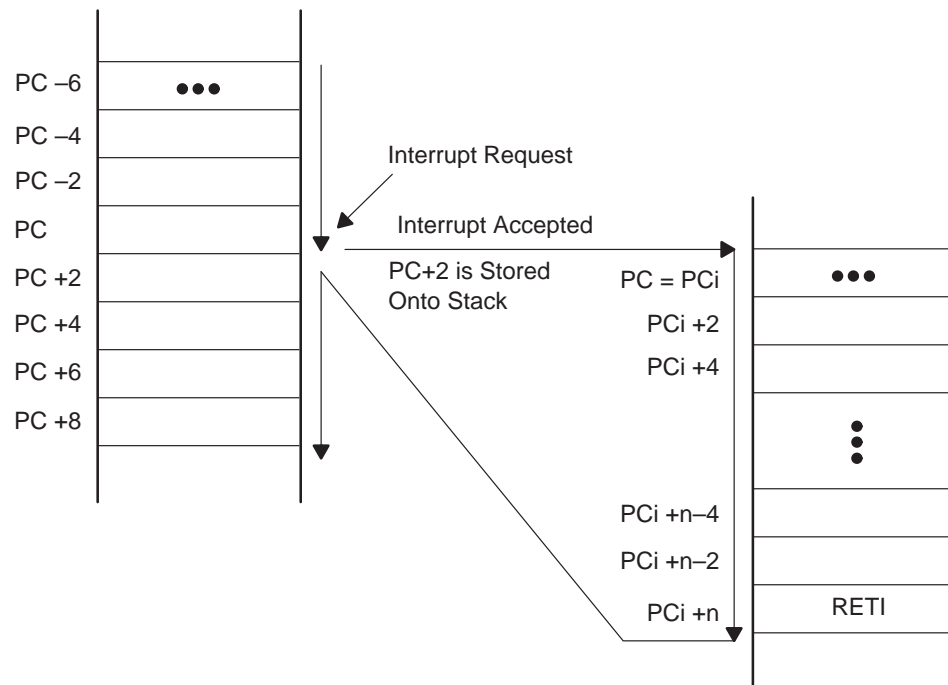 PC –6
PC –4
PC –2
PC
PC +2
PC +4
PC +6
PC +8
Interrupt Request
Interrupt Accepted
PC+2 is Stored
Onto Stack
PC = PCi
PCi +2
PCi +4
PCi +n–4
PCi +n–2
PCi +n
RETI